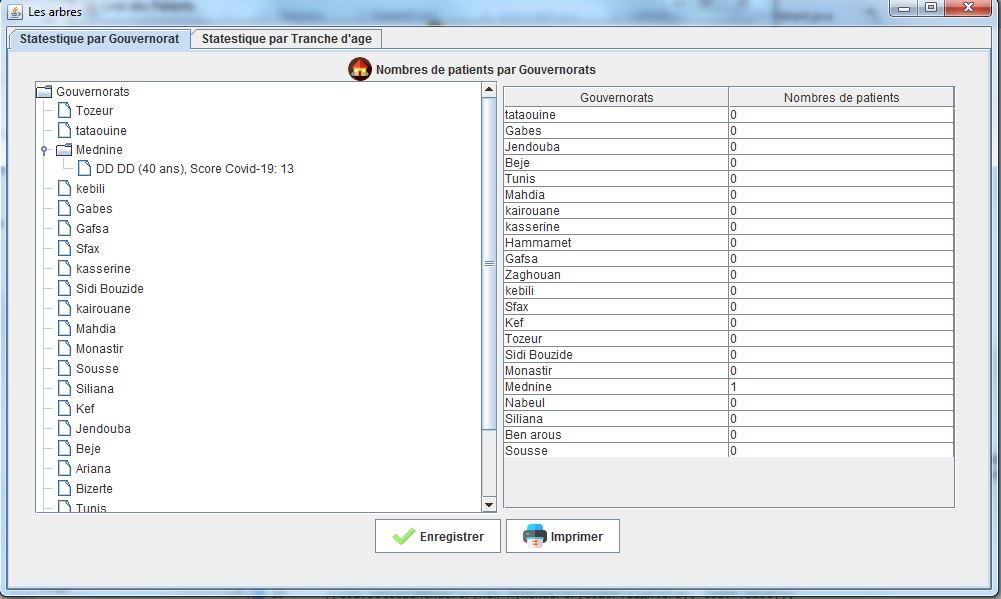 Les arbres
Statestique par Gouvernorat
Statestique par Tranche d'age
Nombres de patients par Gouvernorats
Gouvernorats
Tozeur
tataouine
Mednine
DD DD (40 ans), Score Covid-19: 13
kebili
Gabes
Gafsa
Sfax
kasserine
Sidi Bouzide
kairouane
Mahdia
Monastir
Sousse
Siliana
Kef
Jendouba
Beje
Ariana
Bizerte
Tunis
Gouvernorats Nombres de patients
tataouine 0
Gabes 0
Jendouba 0
Beje 0
Tunis 0
Mahdia 0
kairouane 0
kasserine 0
Hammamet 0
Gafsa 0
Zaghouan 0
kebili 0
Sfax 0
Kef 0
Tozeur 0
Sidi Bouzide 0
Monastir 0
Mednine 1
Nabeul 0
Siliana 0
Ben arous 0
Sousse 0
Enregistrer
Imprimer